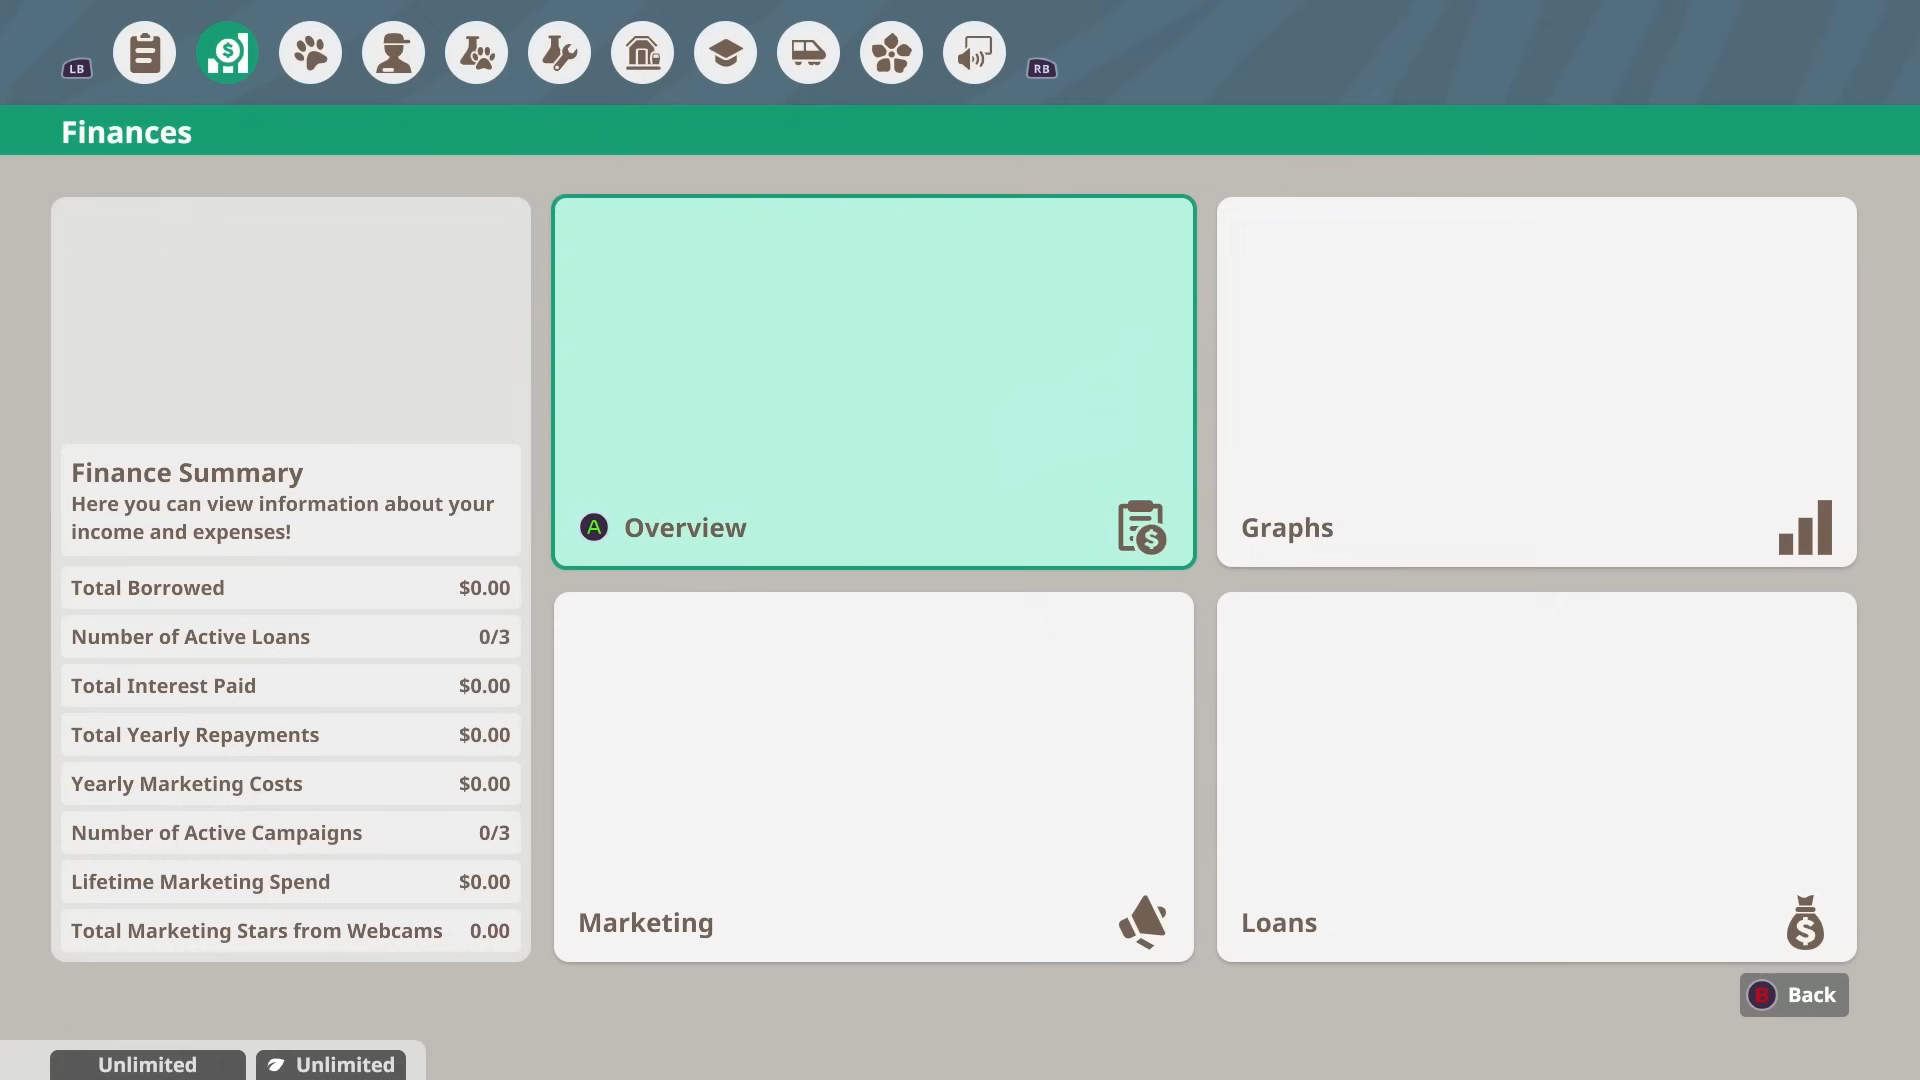 LB
RB
Finances
Finance Summary
Here you can view information about your
income and expenses!
Total Borrowed $0.00
Number of Active Loans 0/3
Total Interest Paid $0.00
Total Yearly Repayments $0.00
Yearly Marketing Costs $0.00
Number of Active Campaigns 0/3
Lifetime Marketing Spend $0.00
Total Marketing Stars from Webcams 0.00
A Overview
Graphs
Marketing
Loans
B Back
Unlimited
Unlimited